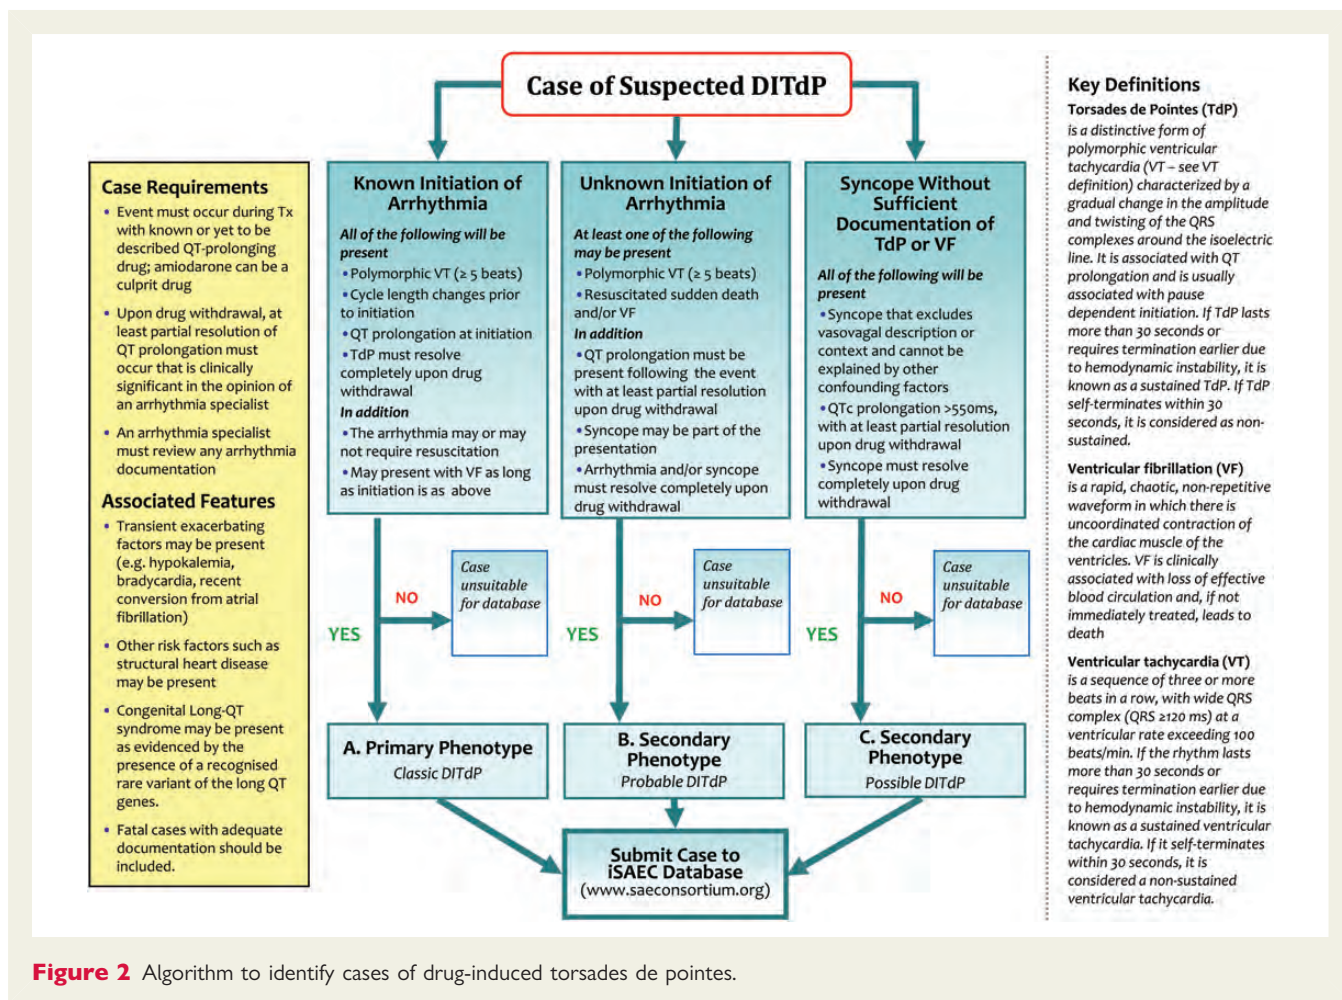 Case of Suspected DITdP
Case Requirements
• Event must occur during Tx
with known or yet to be
described QT-prolonging
drug; amiodarone can be a
culprit drug
• Upon drug withdrawal, at
least partial resolution of
QT prolongation must
occur that is clinically
significant in the opinion of
an arrhythmia specialist
• An arrhythmia specialist
must review any arrhythmia
documentation
Associated Features
• Transient exacerbating
factors may be present
(e.g. hypokalemia,
bradycardia, recent
conversion from atrial
fibrillation)
• Other risk factors such as
structural heart disease
may be present
• Congenital Long-QT
syndrome may be present
as evidenced by the
presence of a recognised
rare variant of the long QT
genes.
• Fatal cases with adequate
documentation should be
included.
Known Initiation of
Arrhythmia
All of the following will be
present
• Polymorphic VT (≥ 5 beats)
• Cycle length changes prior
to initiation
• QT prolongation at initiation
• TdP must resolve
completely upon drug
withdrawal
In addition
• The arrhythmia may or may
not require resuscitation
• May present with VF as long
as initiation is as above
Unknown Initiation of
Arrhythmia
At least one of the following
may be present
• Polymorphic VT (≥ 5 beats)
• Resuscitated sudden death
and/or VF
In addition
• QT prolongation must be
present following the event
with at least partial resolution
upon drug withdrawal
• Syncope may be part of the
presentation
• Arrhythmia and/or syncope
must resolve completely upon
drug withdrawal
Syncope Without
Sufficient
Documentation of
TdP or VF
All of the following will be
present
• Syncope that excludes
vasovagal description or
context and cannot be
explained by other
confounding factors
• QTc prolongation >550ms,
with at least partial resolution
upon drug withdrawal
• Syncope must resolve
completely upon drug
withdrawal
YES
NO
Case
unsuitable
for database
YES
NO
Case
unsuitable
for database
YES
NO
Case
unsuitable
for database
A. Primary Phenotype
Classic DITdP
B. Secondary
Phenotype
Probable DITdP
C. Secondary
Phenotype
Possible DITdP
Submit Case to
iSAEC Database
(www.saeconsortium.org)
Key Definitions
Torsades de Pointes (TdP)
is a distinctive form of
polymorphic ventricular
tachycardia (VT – see VT
definition) characterized by a
gradual change in the amplitude
and twisting of the QRS
complexes around the isoelectric
line. It is associated with QT
prolongation and is usually
associated with pause
dependent initiation. If TdP lasts
more than 30 seconds or
requires termination earlier due
to hemodynamic instability, it is
known as a sustained TdP. If TdP
self-terminates within 30
seconds, it is considered as non-
sustained.
Ventricular fibrillation (VF)
is a rapid, chaotic, non-repetitive
waveform in which there is
uncoordinated contraction of
the cardiac muscle of the
ventricles. VF is clinically
associated with loss of effective
blood circulation and, if not
immediately treated, leads to
death
Ventricular tachycardia (VT)
is a sequence of three or more
beats in a row, with wide QRS
complex (QRS ≥120 ms) at a
ventricular rate exceeding 100
beats/min. If the rhythm lasts
more than 30 seconds or
requires termination earlier due
to hemodynamic instability, it is
known as a sustained ventricular
tachycardia. If it self-terminates
within 30 seconds, it is
considered a non-sustained
ventricular tachycardia.
Figure 2 Algorithm to identify cases of drug-induced torsades de pointes.